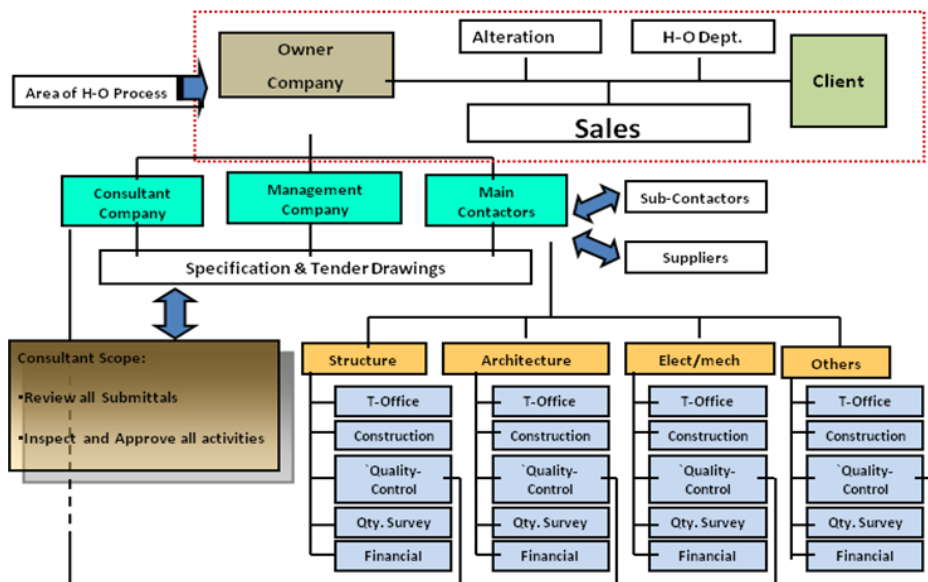 Owner
Company
Alteration
H-O Dept.
Client
Area of H-O Process
Sales
Consultant
Company
Management
Company
Main
Contactors
Sub-Contactors
Suppliers
Specification & Tender Drawings
Consultant Scope:
•Review all Submittals
•Inspect and Approve all activities
Structure
T-Office
Construction
`Quality-
Control
Qty. Survey
Financial
Architecture
T-Office
Construction
`Quality-
Control
Qty. Survey
Financial
Elect/mech
T-Office
Construction
`Quality-
Control
Qty. Survey
Financial
Others
T-Office
Construction
`Quality-
Control
Qty. Survey
Financial